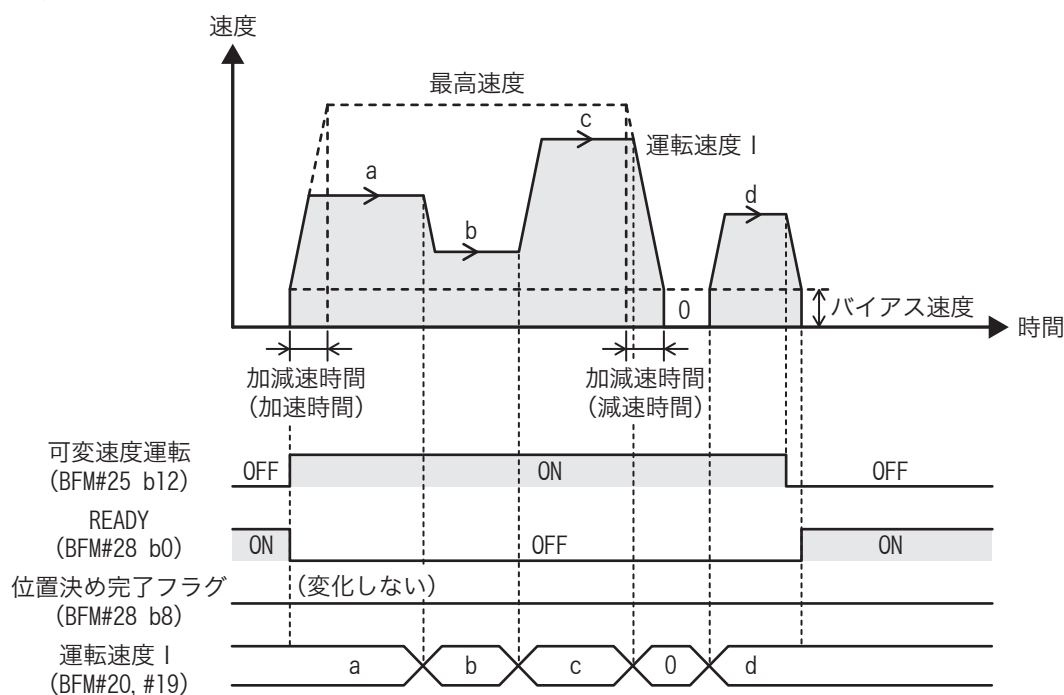 速度
最高速度
c
運転速度 I
a
b
d
0
バイアス速度
時間
加減速時間
(加速時間)
加減速時間
(減速時間)
可変速度運転
(BFM#25 b12)
OFF
ON
OFF
READY
(BFM#28 b0)
ON
OFF
ON
位置決め完了フラグ
(BFM#28 b8)
(変化しない)
運転速度 I
(BFM#20, #19)
a
b
c
0
d